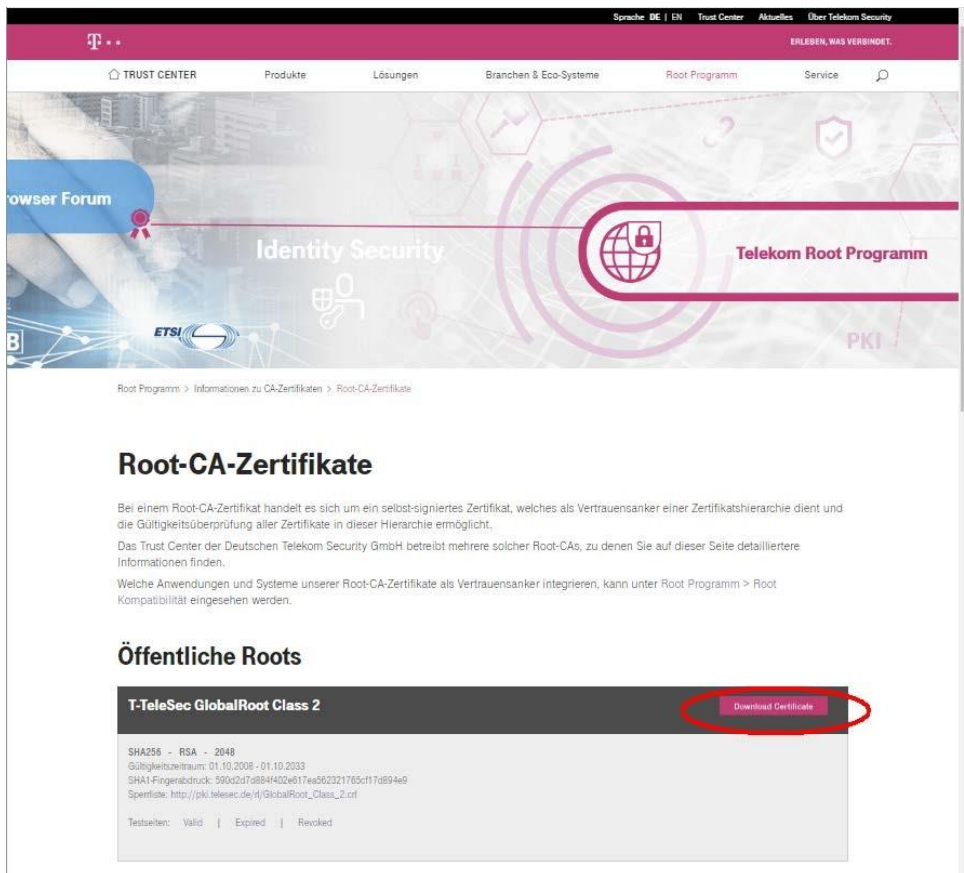 Sprache DE | EN Trust Center Aktuelles Über Telekom Security
T
ERLEBEN, WAS VERBINDET.
TRUST CENTER Produkte Lösungen Branchen & Eco-Systeme Root Programm Service
rowser Forum
Identity Security
Telekom Root Programm
ETSI
B
PKI
Root Programm > Informationen zu CA-Zertifikaten > Root-CA-Zertifikate
Root-CA-Zertifikate
Bei einem Root-CA-Zertifikat handelt es sich um ein selbst-signiertes Zertifikat, welches als Vertrauensanker einer Zertifikatshierarchie dient und
die Gültigkeitsüberprüfung aller Zertifikate in dieser Hierarchie ermöglicht.
Das Trust Center der Deutschen Telekom Security GmbH betreibt mehrere solcher Root-CAs, zu denen Sie auf dieser Seite detailliertere
Informationen finden.
Welche Anwendungen und Systeme unserer Root-CA-Zertifikate als Vertrauensanker integrieren, kann unter Root Programm > Root
Kompatibilität eingesehen werden.
Öffentliche Roots
T-TeleSec GlobalRoot Class 2
Download Certificate
SHA256 - RSA - 2048
Gültigkeitszeitraum: 01.10.2008 - 01.10.2033
SHA1-Fingerabdruck: 590d2d7d884f402e617ea562321765cf17d894e9
Sperrliste: http://pki.telesec.de/rl/GlobalRoot_Class_2.crl
Testseiten: Valid | Expired | Revoked